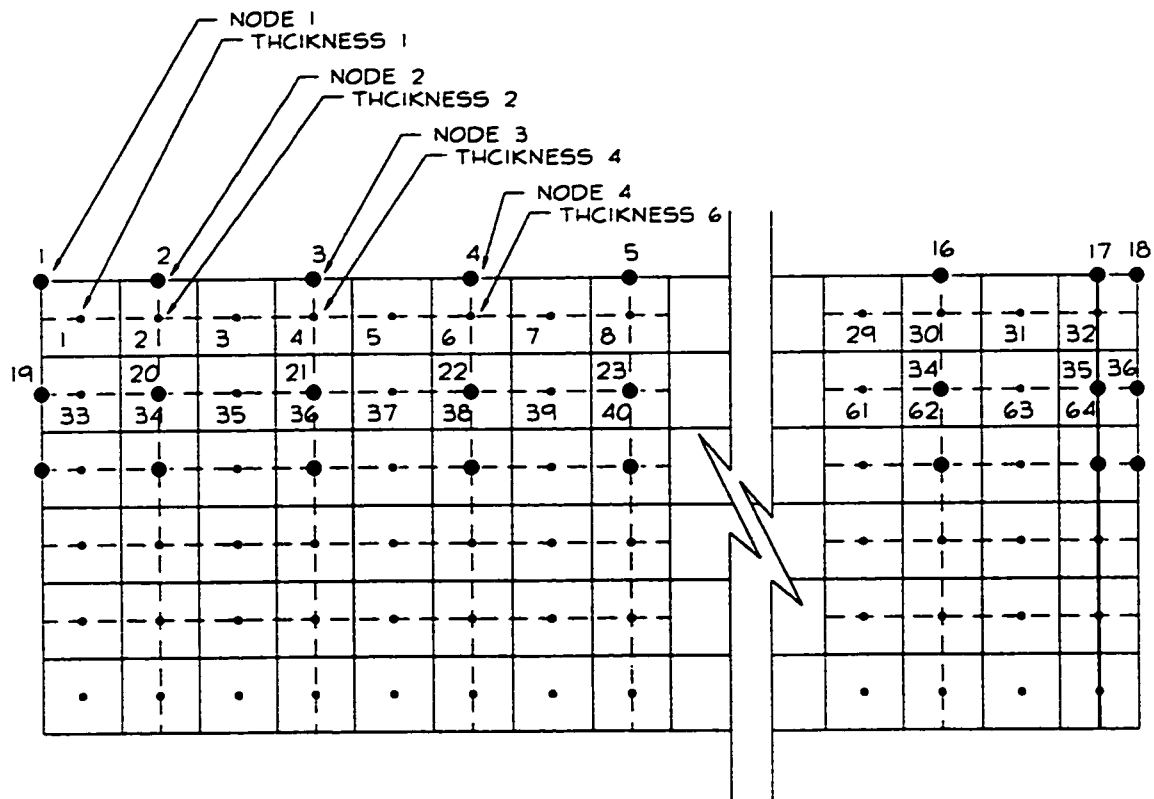 NODE 1
THCIKNESS 1
NODE 2
THCIKNESS 2
NODE 3
THCIKNESS 4
NODE 4
THCIKNESS 6
1 2 3 4 5 16 17 18
1 2 3 4 5 6 7 8 29 30 31 32
19 20 21 22 23 34 35 36
33 34 35 36 37 38 39 40 61 62 63 64